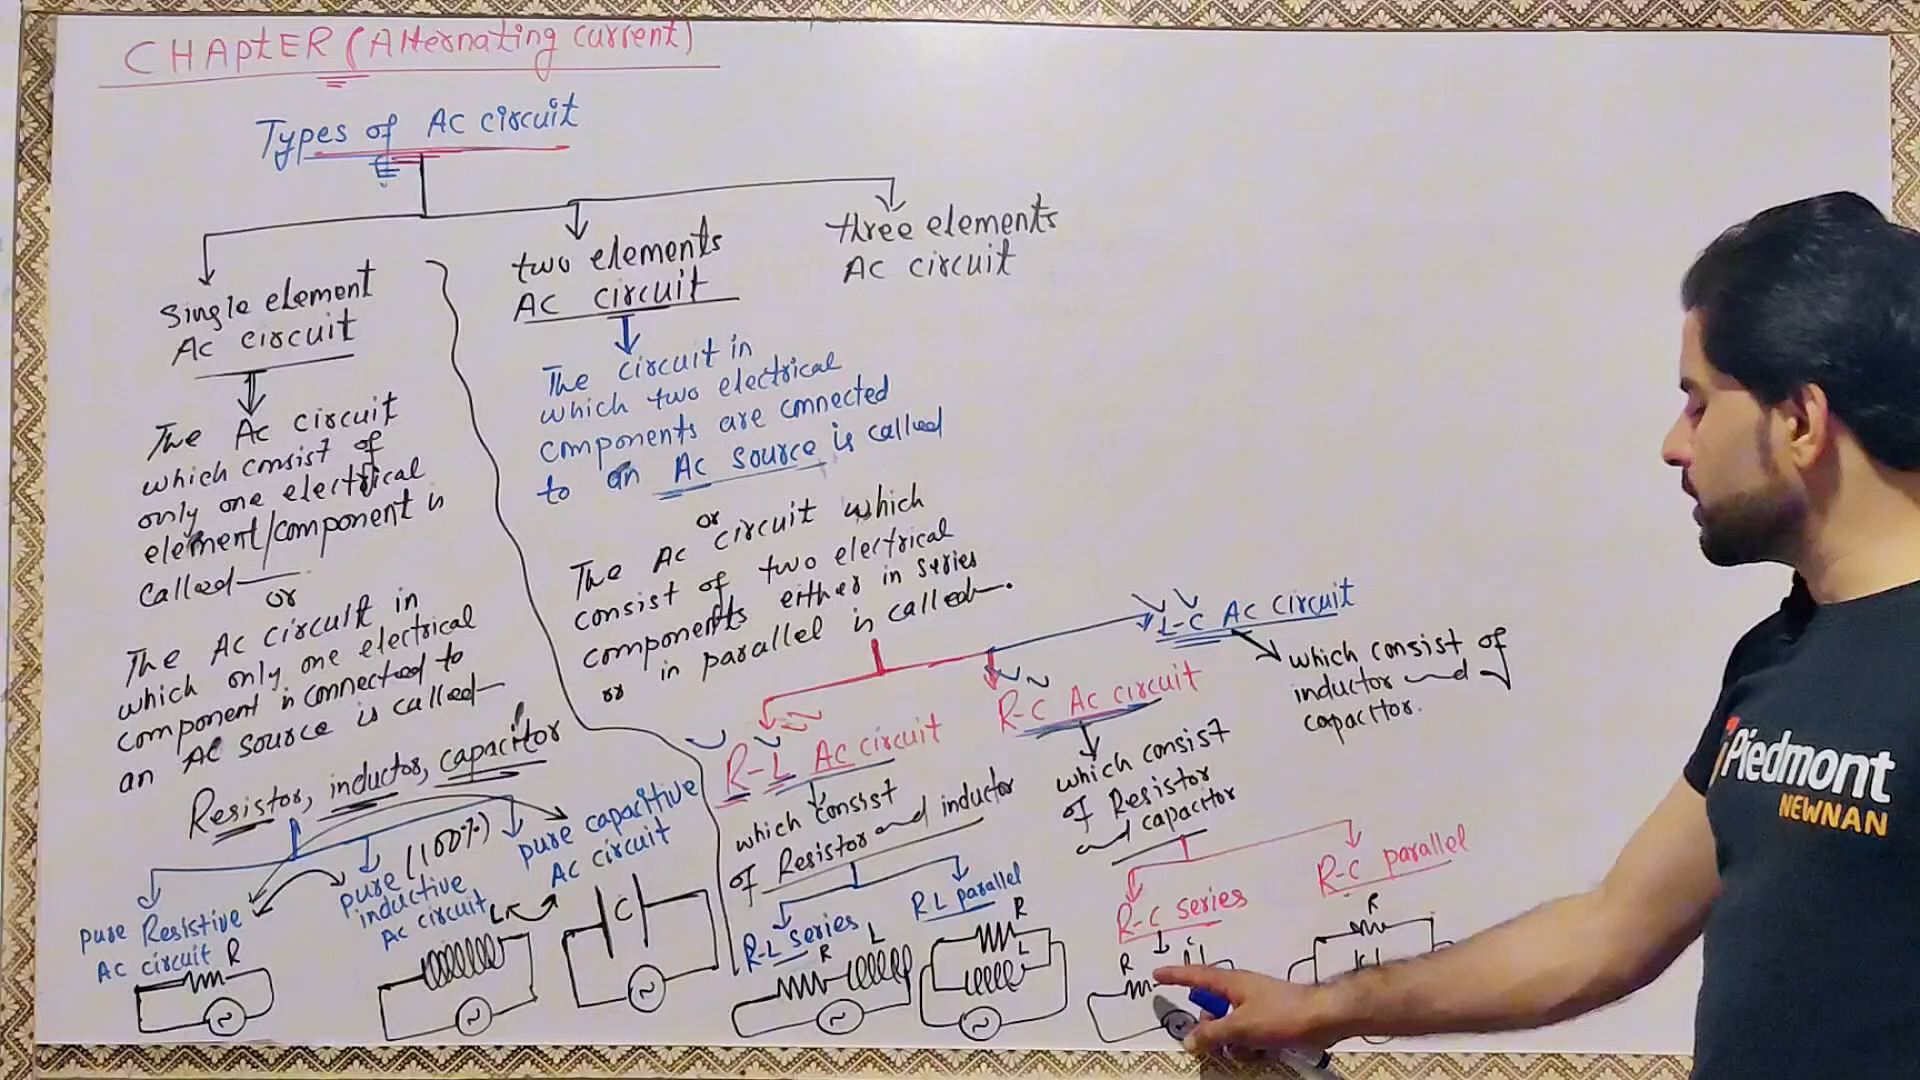 CHAPtER (Alternating current)
Types of AC circuit
Single element
AC circuit
The AC circuit
which consist of
only one electrical
element/component is
called—
or
The AC circuit in
which only one electrical
component is connected to
an AC source is called—
Resistor, inductor, capacitor
pure Resistive
AC circuit
R
pure (100%)
inductive
AC circuit
L
pure capacitive
AC circuit
C
~
~
~
two elements
AC circuit
The circuit in
which two electrical
components are connected
to an AC source is called
or
The AC circuit which
consist of two electrical
components either in series
or in parallel is called—.
R-L AC circuit
which consist
of Resistor and inductor
R-L series
R L
~
RL parallel
R
L
~
R-C AC circuit
which consist
of Resistor
and capacitor
R-C series
R C
R-C parallel
R
L-C AC circuit
which consist of
inductor and
capacitor.
three elements
AC circuit
Piedmont
NEWNAN